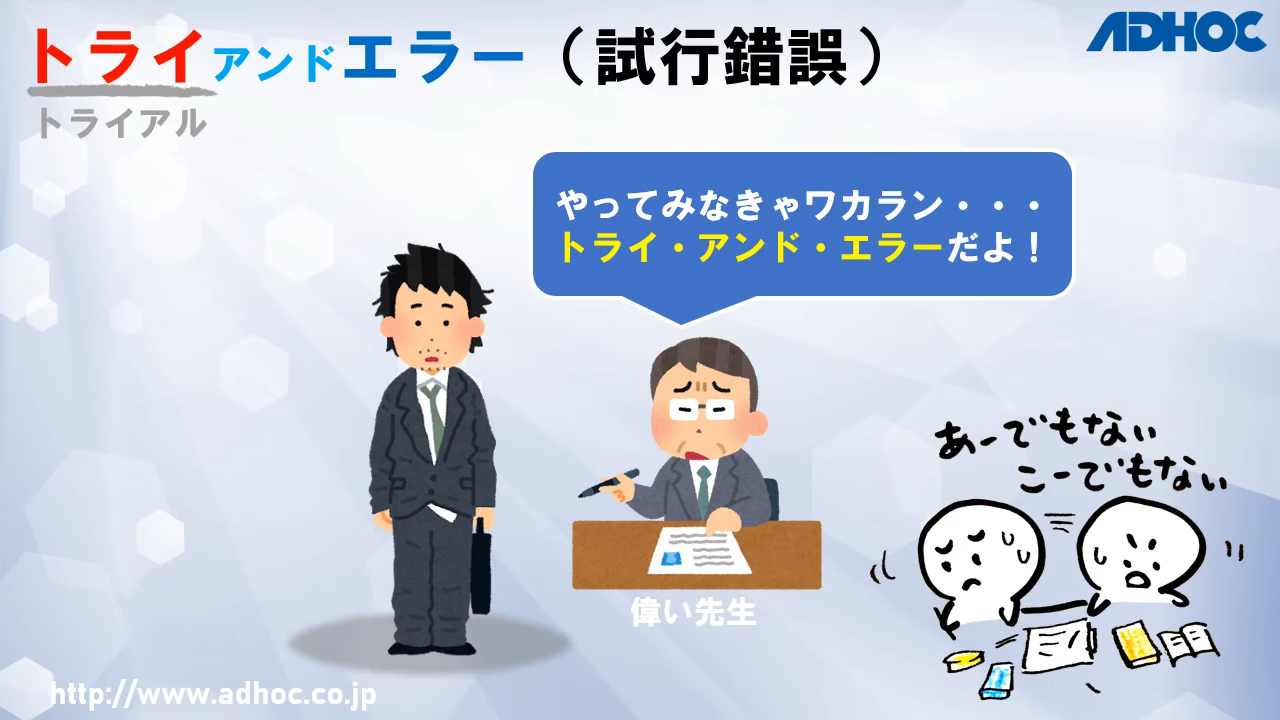 トライアンドエラー（試行錯誤）
ADHOC
トライアル
やってみなきゃワカラン・・・
トライ・アンド・エラーだよ！
あーでもない
こーでもない
偉い先生
http://www.adhoc.co.jp